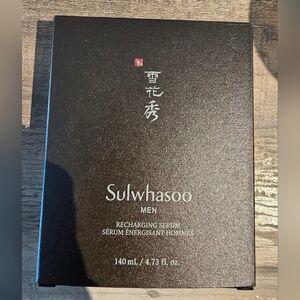 雪
花
秀
Sulwhasoo
MEN
RECHARGING SERUM
SÉRUM ÉNERGISANT HOMMES
140 mL / 4.73 fl. oz.